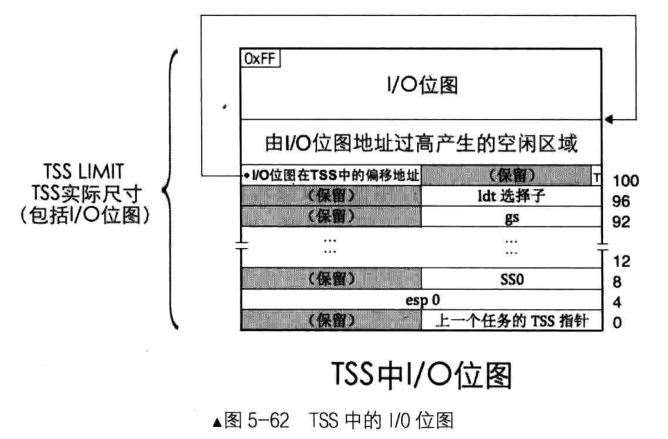 0xFF
I/O位图
由I/O位图地址过高产生的空闲区域
I/O位图在TSS中的偏移地址 （保留） T 100
（保留） ldt 选择子 96
（保留） gs 92
... ...
... ... 12
（保留） SS0 8
esp 0 4
（保留） 上一个任务的 TSS 指针 0
TSS LIMIT
TSS实际尺寸
（包括I/O位图）
TSS中I/O位图
▲图 5-62 TSS 中的 I/0 位图